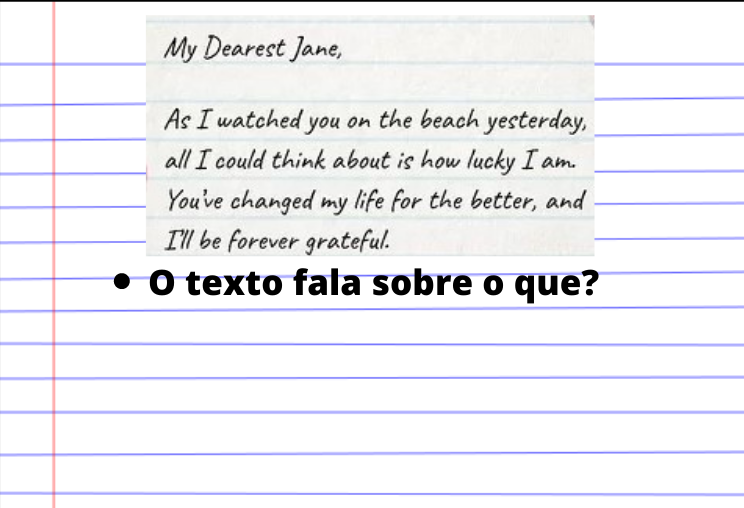 My Dearest Jane,
As I watched you on the beach yesterday,
all I could think about is how lucky I am.
You've changed my life for the better, and
I'll be forever grateful.
• O texto fala sobre o que?